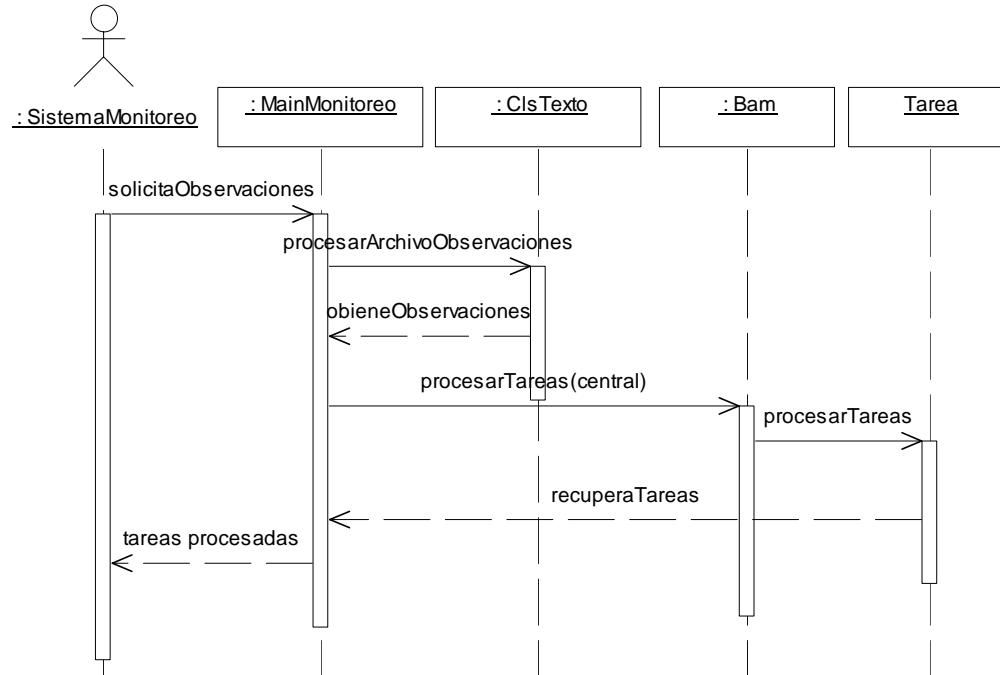 : SistemaMonitoreo
: MainMonitoreo
: ClsTexto
: Bam
Tarea
solicitaObservaciones
procesarArchivoObservaciones
obieneObservaciones
procesarTareas(central)
procesarTareas
recuperaTareas
tareas procesadas